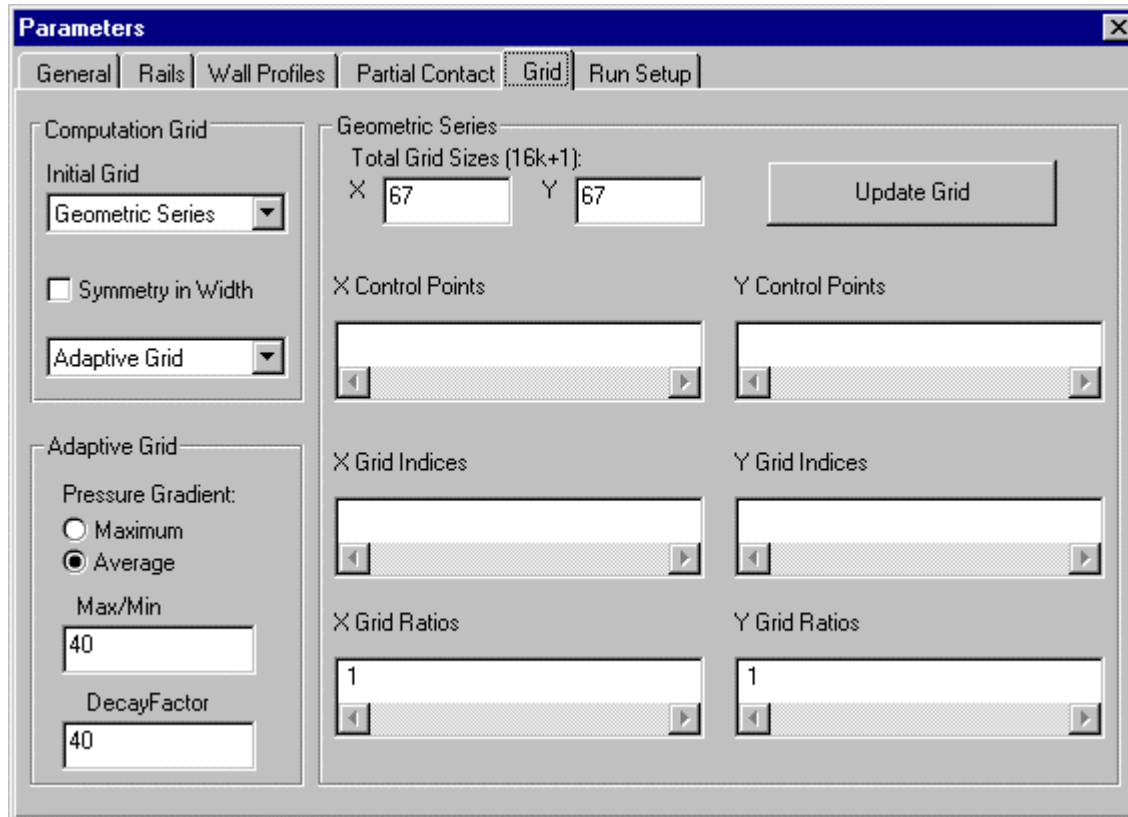 Parameters
General Rails Wall Profiles Partial Contact Grid Run Setup
Computation Grid
Initial Grid
Geometric Series
Symmetry in Width
Adaptive Grid
Adaptive Grid
Pressure Gradient:
Maximum
Average
Max/Min
40
DecayFactor
40
Geometric Series
Total Grid Sizes (16k+1):
X 67 Y 67
Update Grid
X Control Points Y Control Points
X Grid Indices Y Grid Indices
X Grid Ratios Y Grid Ratios
1 1